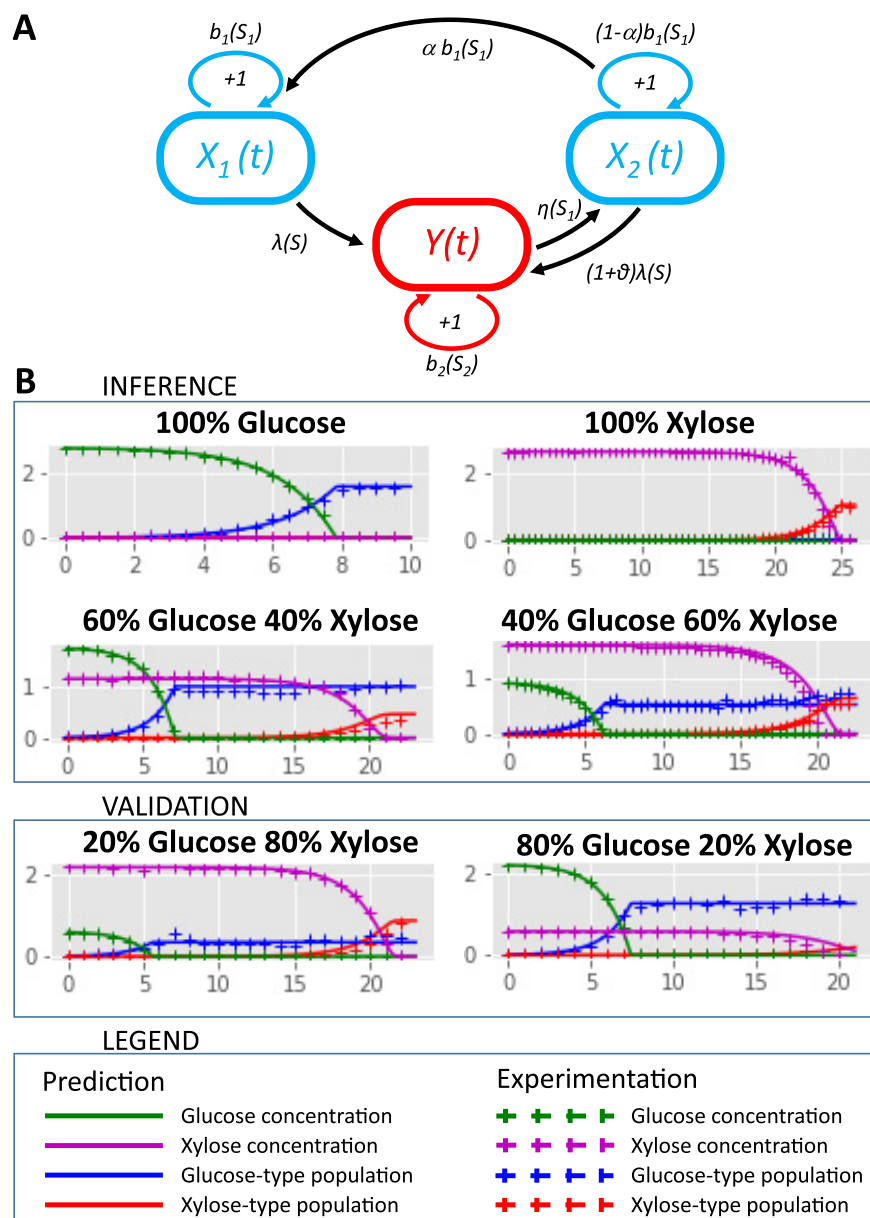 A
b1(S1)
α b1(S1)
(1-α)b1(S1)
+1
+1
X1 (t)
X2 (t)
λ(S)
Y(t)
η(S1)
(1+θ)λ(S)
+1
b2(S2)
B
INFERENCE
100% Glucose
100% Xylose
2
0
0 2 4 6 8 10
2
0
0 5 10 15 20 25
60% Glucose 40% Xylose
40% Glucose 60% Xylose
1
0
0 5 10 15 20
1
0
0 5 10 15 20
VALIDATION
20% Glucose 80% Xylose
80% Glucose 20% Xylose
2
0
0 5 10 15 20
2
0
0 5 10 15 20
LEGEND
Prediction
Glucose concentration
Xylose concentration
Glucose-type population
Xylose-type population
Experimentation
Glucose concentration
Xylose concentration
Glucose-type population
Xylose-type population